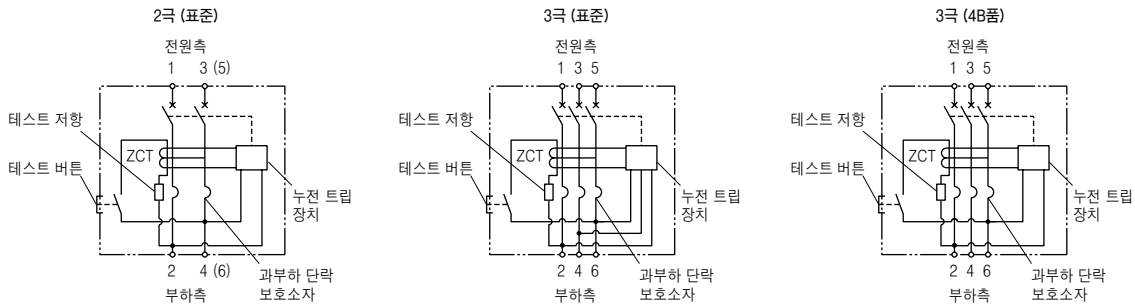 2극 (표준)
전원측
1 3 (5)
테스트 저항
ZCT
테스트 버튼
누전 트립
장치
2 4 (6)
부하측
과부하 단락
보호소자
3극 (표준)
전원측
1 3 5
테스트 저항
ZCT
테스트 버튼
누전 트립
장치
2 4 6
부하측
과부하 단락
보호소자
3극 (4B품)
전원측
1 3 5
테스트 저항
ZCT
테스트 버튼
누전 트립
장치
2 4 6
부하측
과부하 단락
보호소자